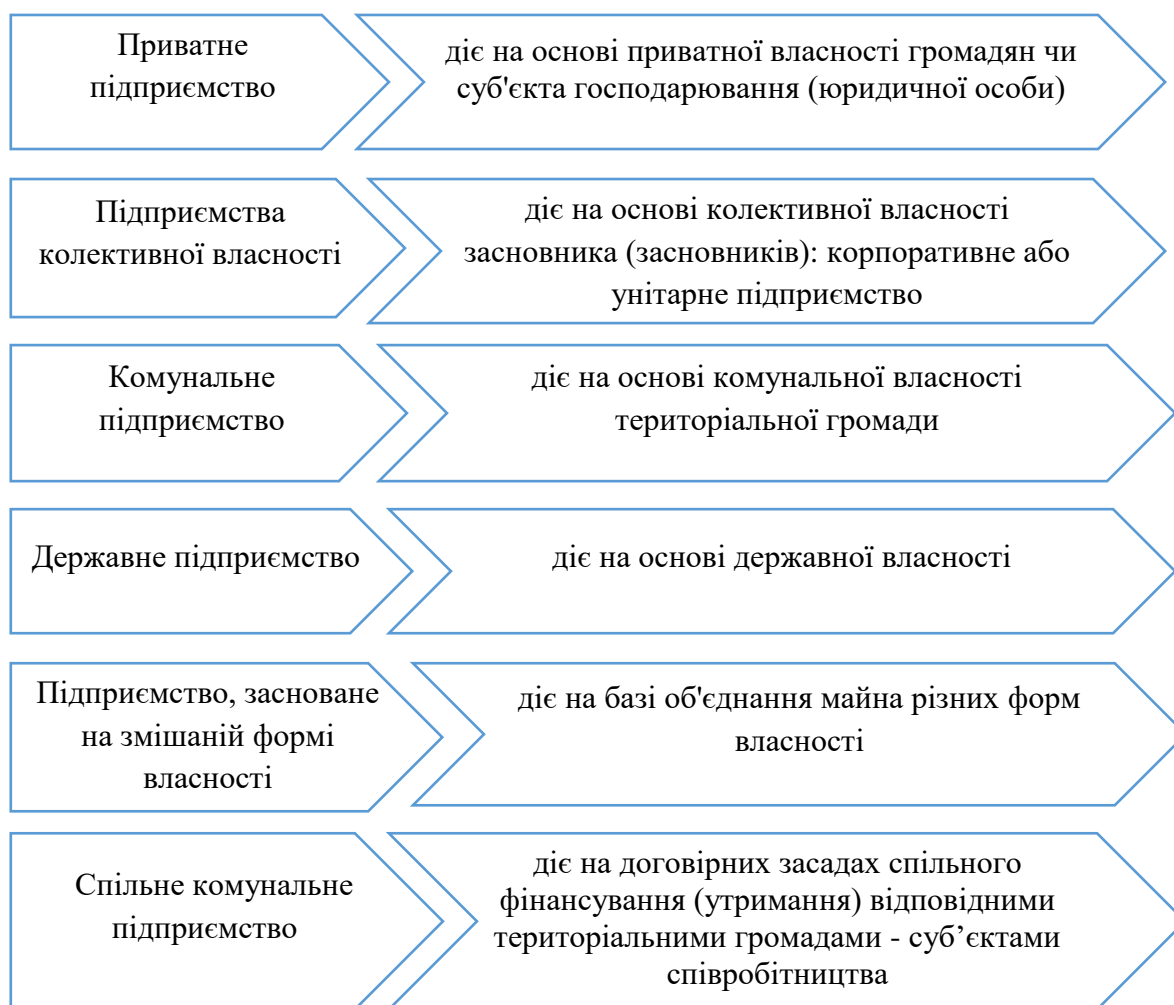 Приватне
підприємство
діє на основі приватної власності громадян чи
суб'єкта господарювання (юридичної особи)
Підприємства
колективної власності
діє на основі колективної власності
засновника (засновників): корпоративне або
унітарне підприємство
Комунальне
підприємство
діє на основі комунальної власності
територіальної громади
Державне підприємство
діє на основі державної власності
Підприємство, засноване
на змішаній формі
власності
діє на базі об'єднання майна різних форм
власності
Спільне комунальне
підприємство
діє на договірних засадах спільного
фінансування (утримання) відповідними
територіальними громадами - суб’єктами
співробітництва